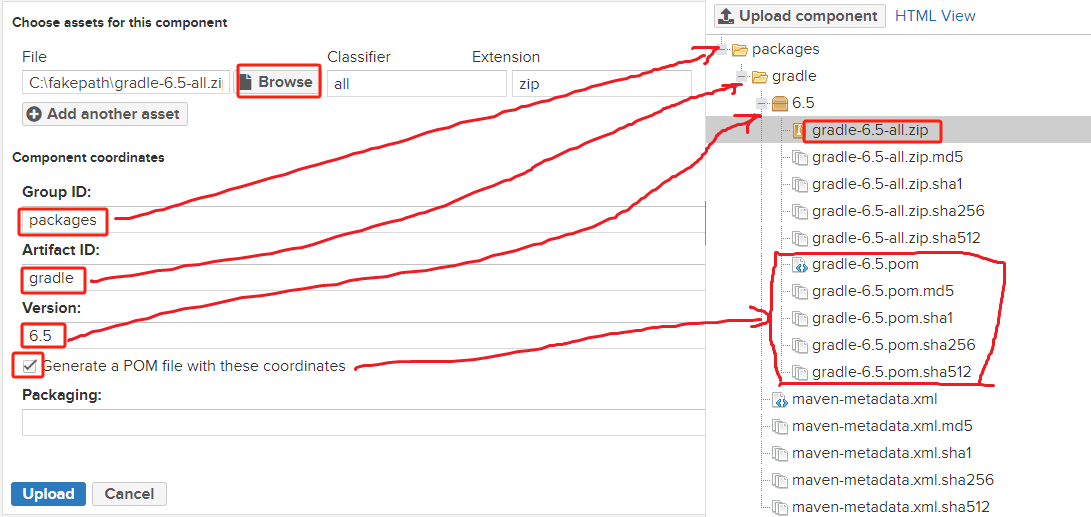 Choose assets for this component
File Classifier Extension
C:\fakepath\gradle-6.5-all.zi Browse all zip
Add another asset
Component coordinates
Group ID:
packages
Artifact ID:
gradle
Version:
6.5
Generate a POM file with these coordinates
Packaging:
Upload Cancel
Upload component HTML View
packages
gradle
6.5
gradle-6.5-all.zip
gradle-6.5-all.zip.md5
gradle-6.5-all.zip.sha1
gradle-6.5-all.zip.sha256
gradle-6.5-all.zip.sha512
gradle-6.5.pom
gradle-6.5.pom.md5
gradle-6.5.pom.sha1
gradle-6.5.pom.sha256
gradle-6.5.pom.sha512
maven-metadata.xml
maven-metadata.xml.md5
maven-metadata.xml.sha1
maven-metadata.xml.sha256
maven-metadata.xml.sha512